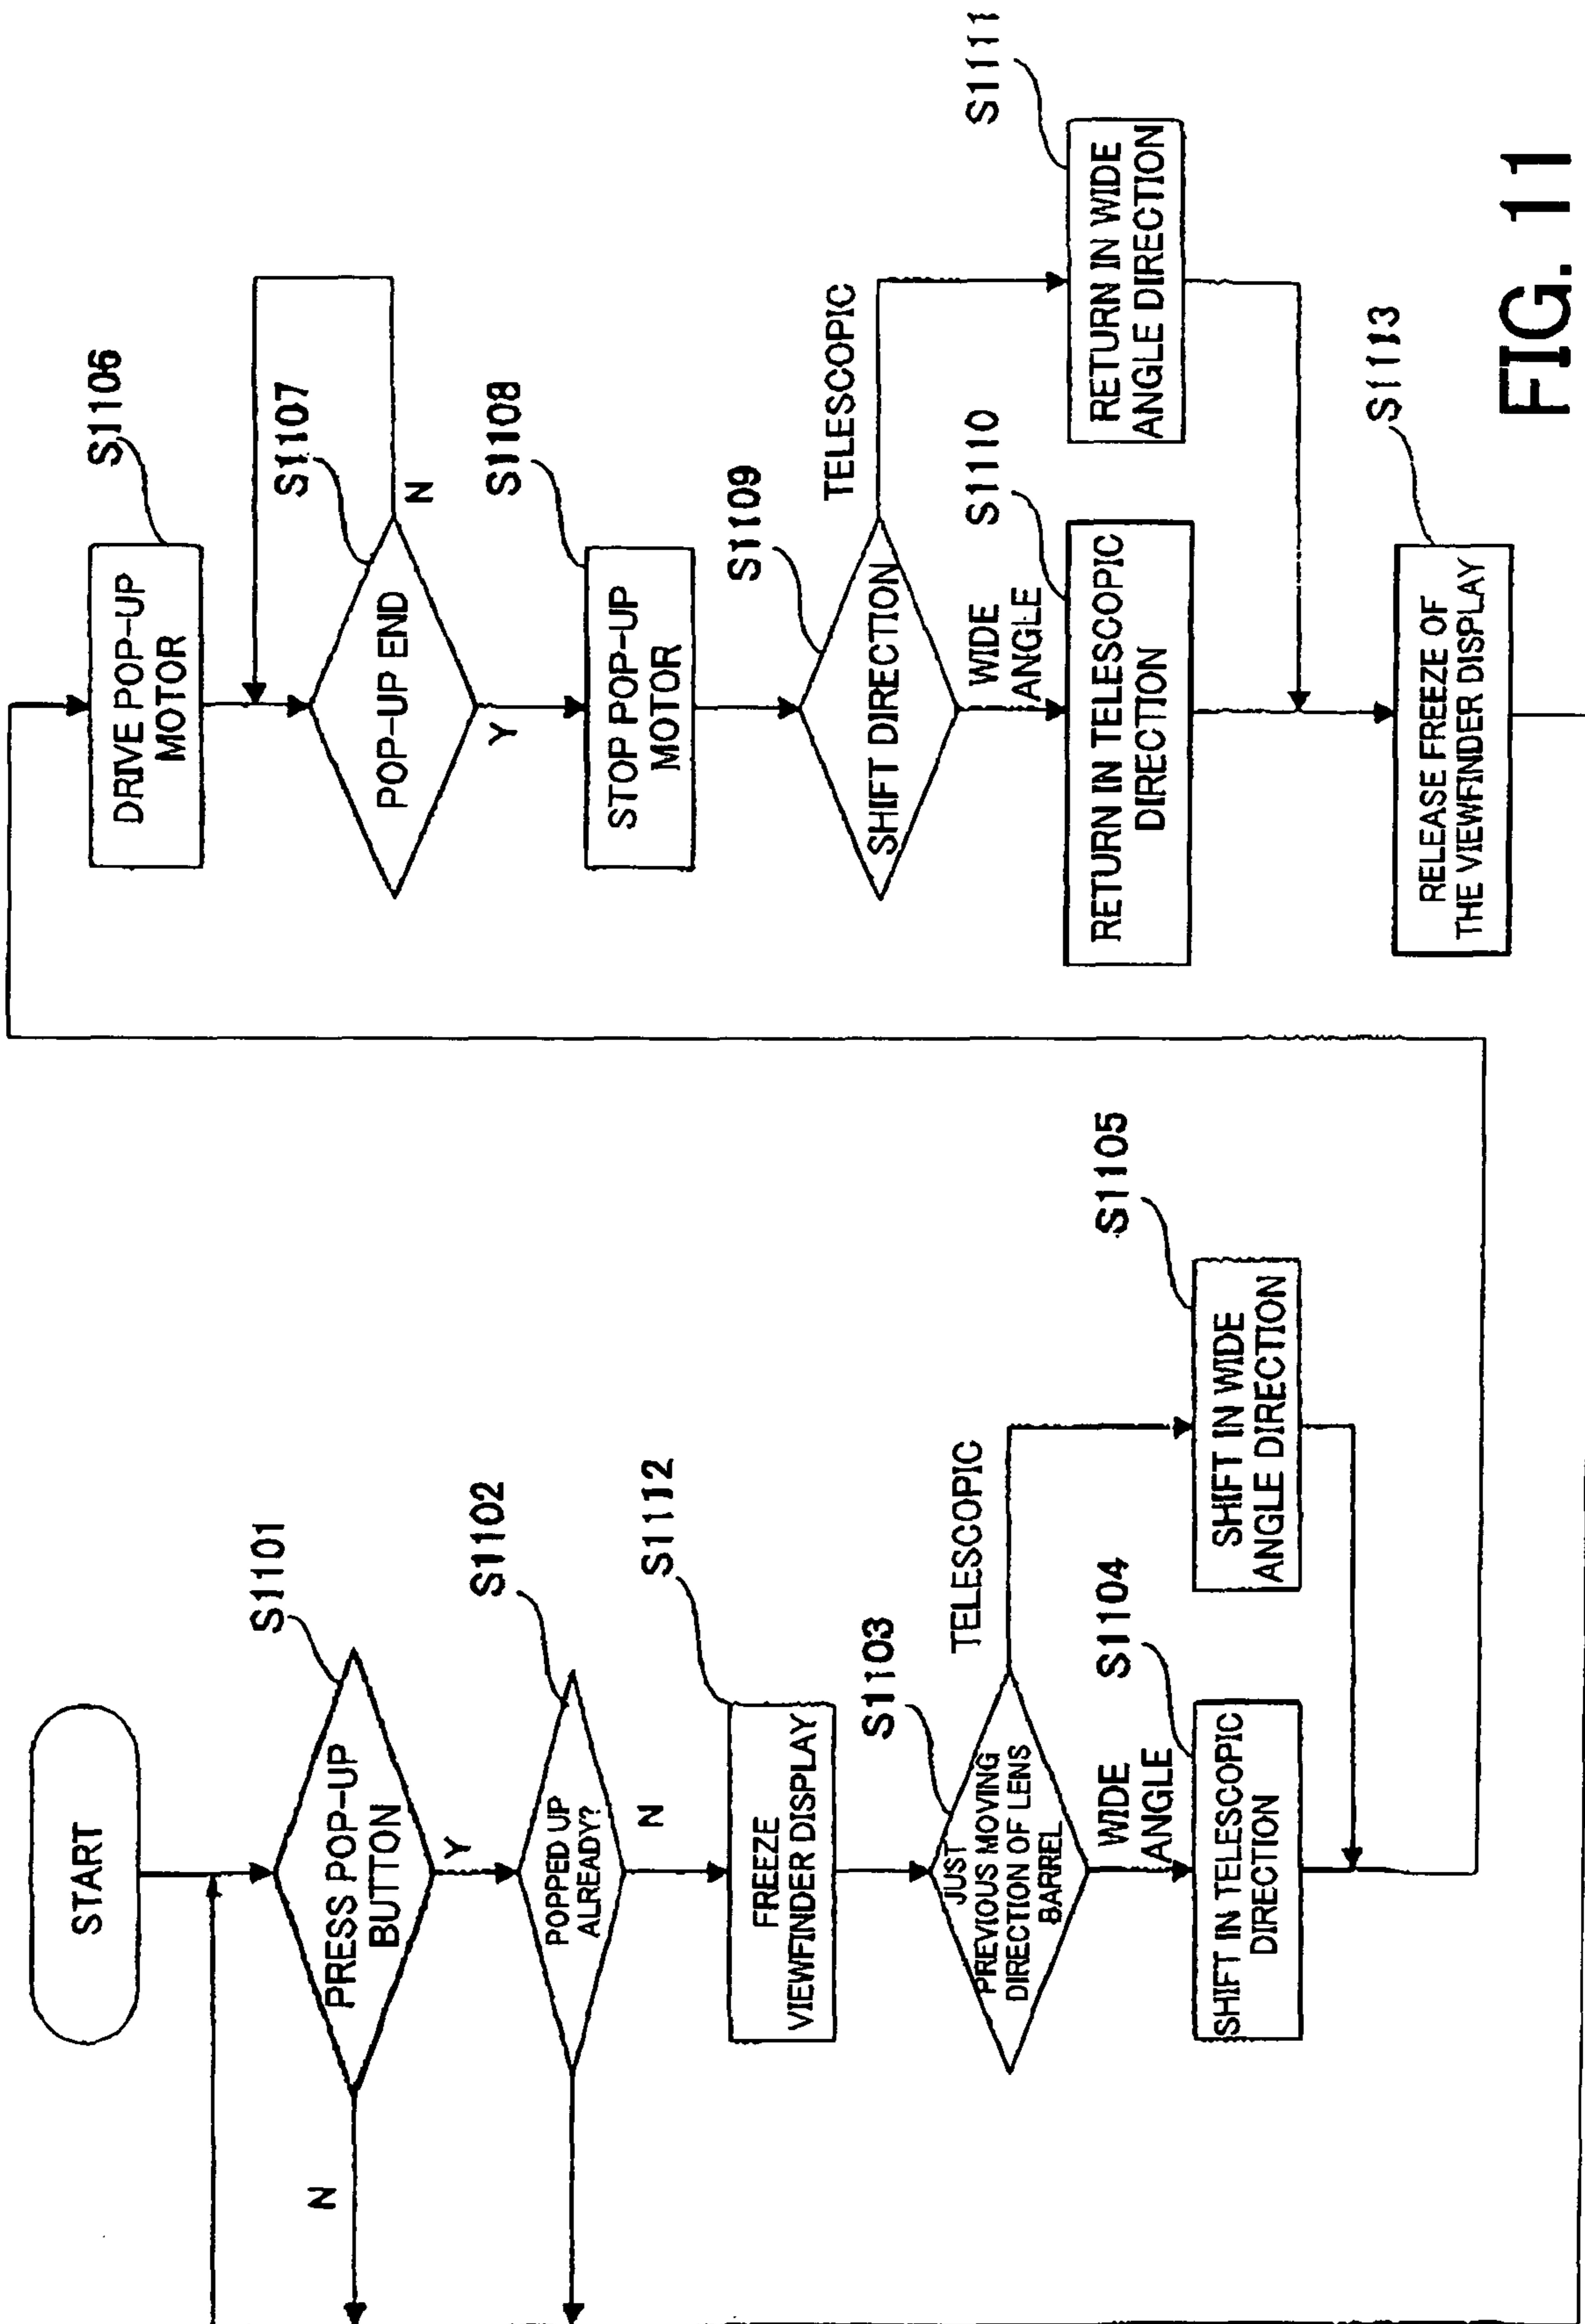 START
S1101
PRESS POP-UP
BUTTON
N
Y
S1102
POPPED UP
ALREADY?
N
S1112
FREEZE
VIEWFINDER DISPLAY
S1103
JUST
PREVIOUS MOVING
DIRECTION OF LENS
BARREL
TELESCOPIC
WIDE
ANGLE
S1104
SHIFT IN TELESCOPIC
DIRECTION
S1105
SHIFT IN WIDE
ANGLE DIRECTION
S1106
DRIVE POP-UP
MOTOR
S1107
POP-UP END
N
Y
S1108
STOP POP-UP
MOTOR
S1109
SHIFT DIRECTION
TELESCOPIC
WIDE
ANGLE
S1110
RETURN IN TELESCOPIC
DIRECTION
S1111
RETURN IN WIDE
ANGLE DIRECTION
S1113
RELEASE FREEZE OF
THE VIEWFINDER DISPLAY
FIG. 11